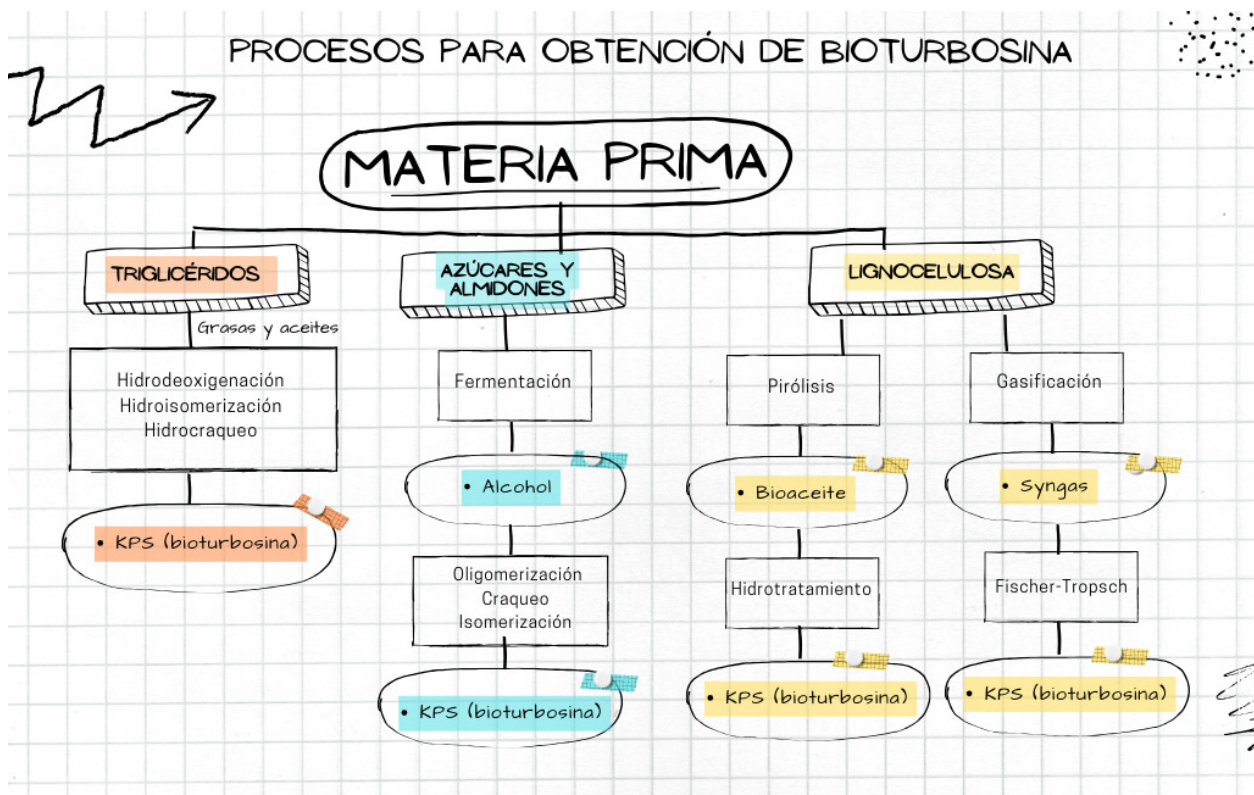 PROCESOS PARA OBTENCIÓN DE BIOTURBOSINA
MATERIA PRIMA
TRIGLICÉRIDOS
Grasas y aceites
Hidrodeoxigenación
Hidroisomerización
Hidrocraqueo
• KPS (bioturbosina)
AZÚCARES Y
ALMIDONES
Fermentación
• Alcohol
Oligomerización
Craqueo
Isomerización
• KPS (bioturbosina)
LIGNOCELULOSA
Pirólisis
• Bioaceite
Hidrotratamiento
• KPS (bioturbosina)
Gasificación
• Syngas
Fischer-Tropsch
• KPS (bioturbosina)